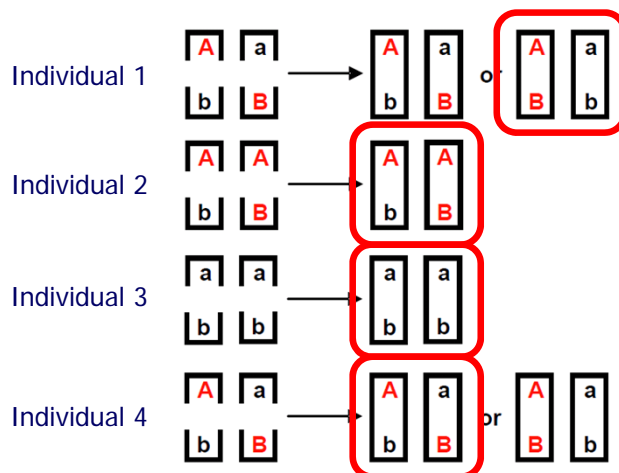 A a A a A a
Individual 1 or
b B b B B b
A A A A
Individual 2
b B b B
a a a a
Individual 3
b b b b
A a A a A a
Individual 4 or
b B b B B b